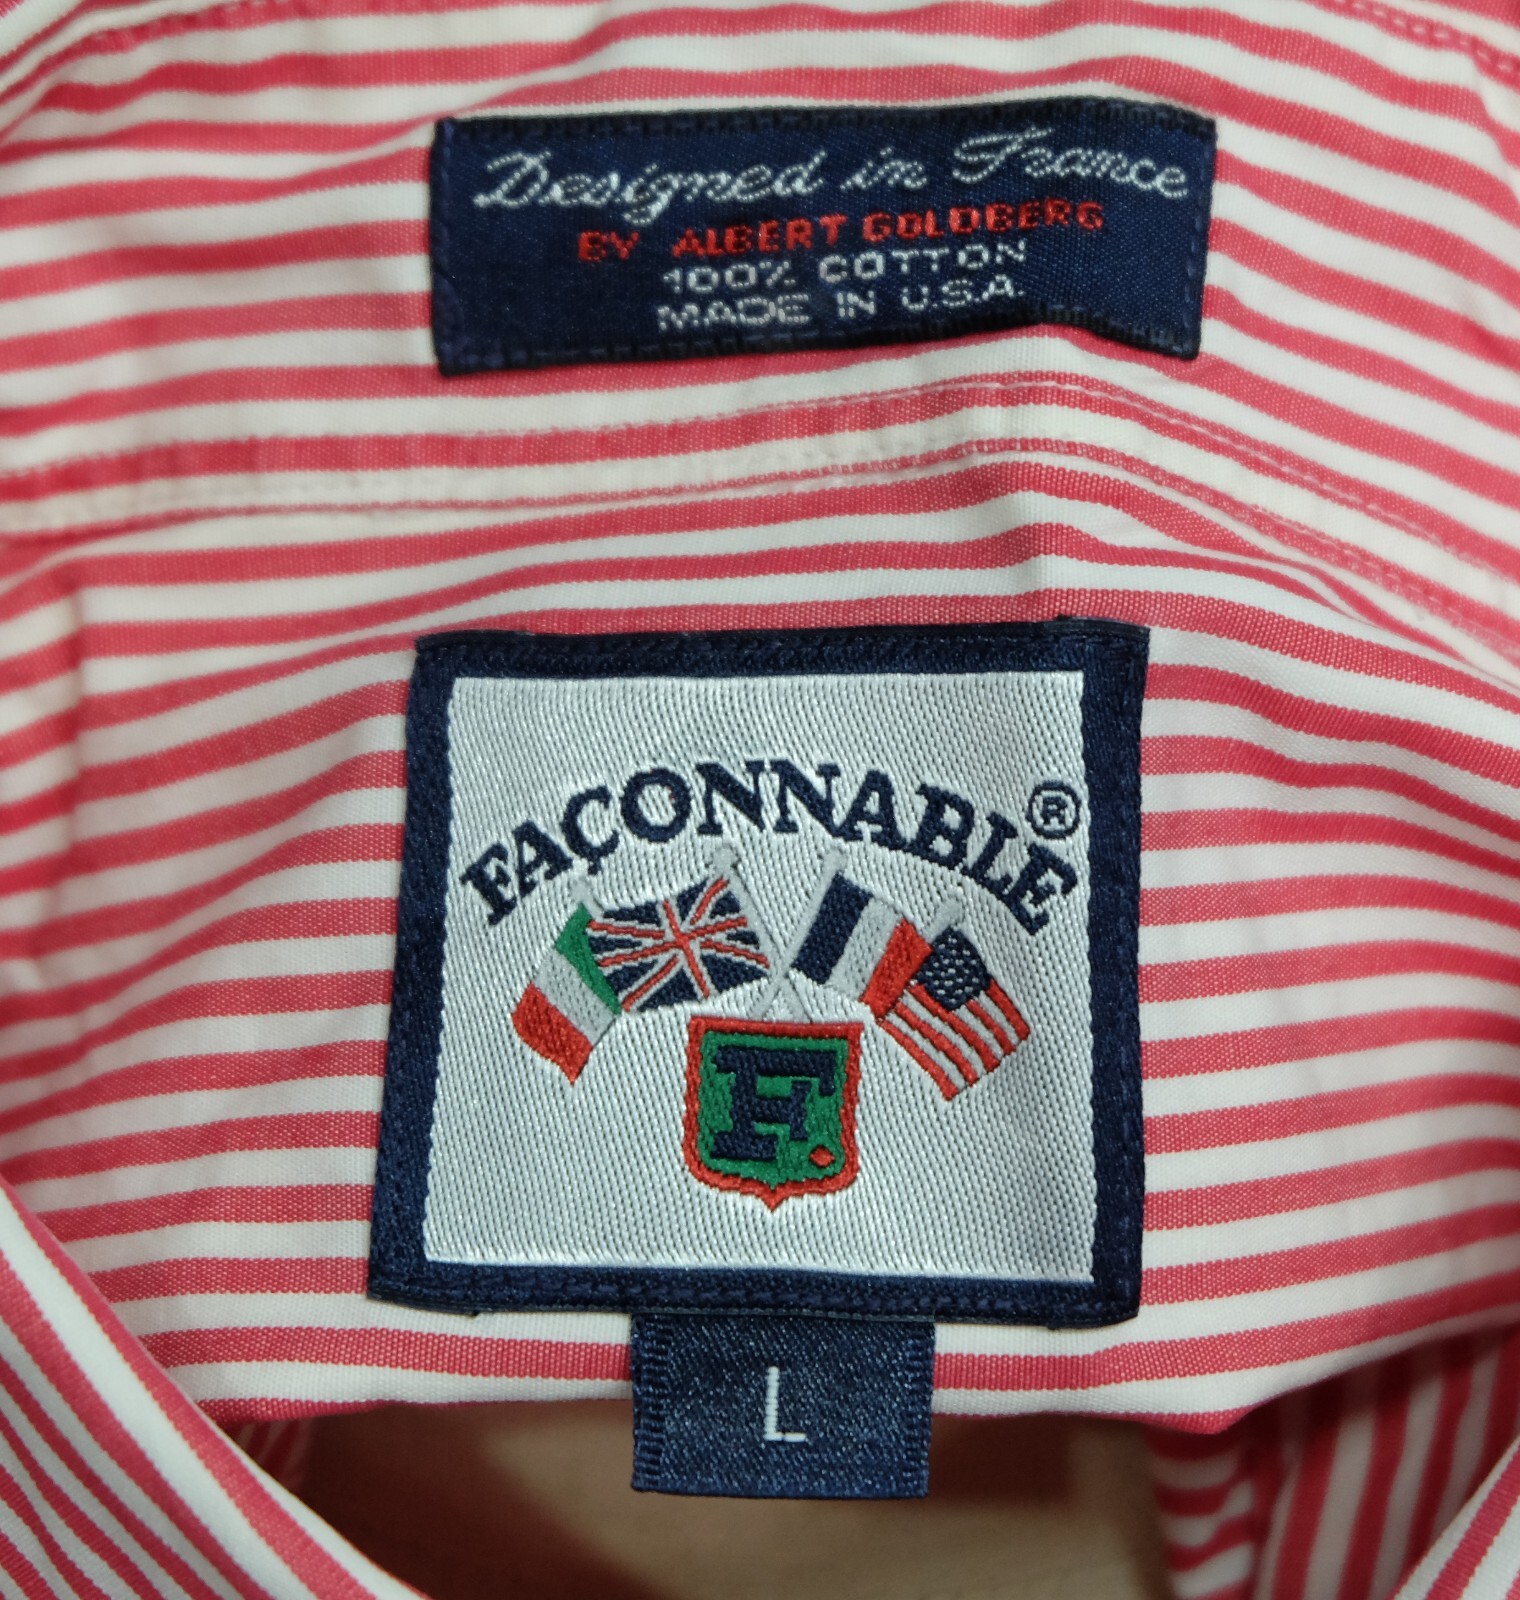 Designed in France
BY ALBERT GOLDBERG
100% COTTON
MADE IN U.S.A
FAÇONNABLE®
F.
L